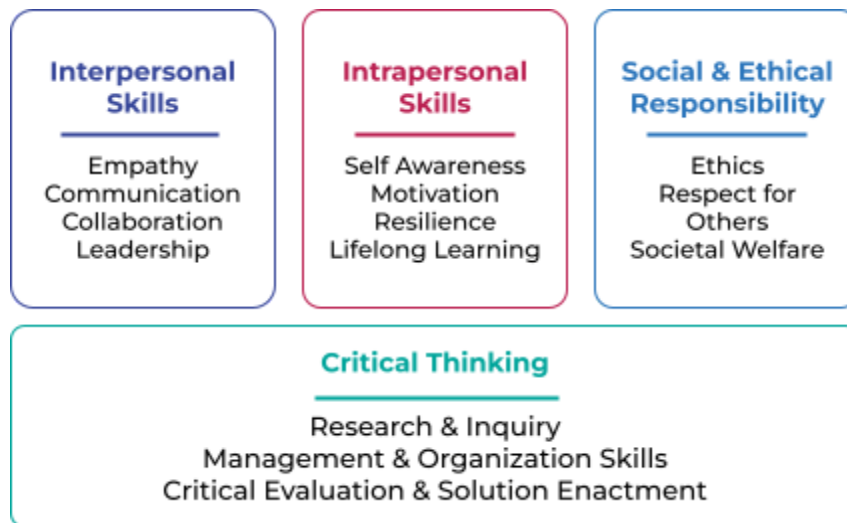 Interpersonal
Skills
Empathy
Communication
Collaboration
Leadership
Intrapersonal
Skills
Self Awareness
Motivation
Resilience
Lifelong Learning
Social & Ethical
Responsibility
Ethics
Respect for
Others
Societal Welfare
Critical Thinking
Research & Inquiry
Management & Organization Skills
Critical Evaluation & Solution Enactment